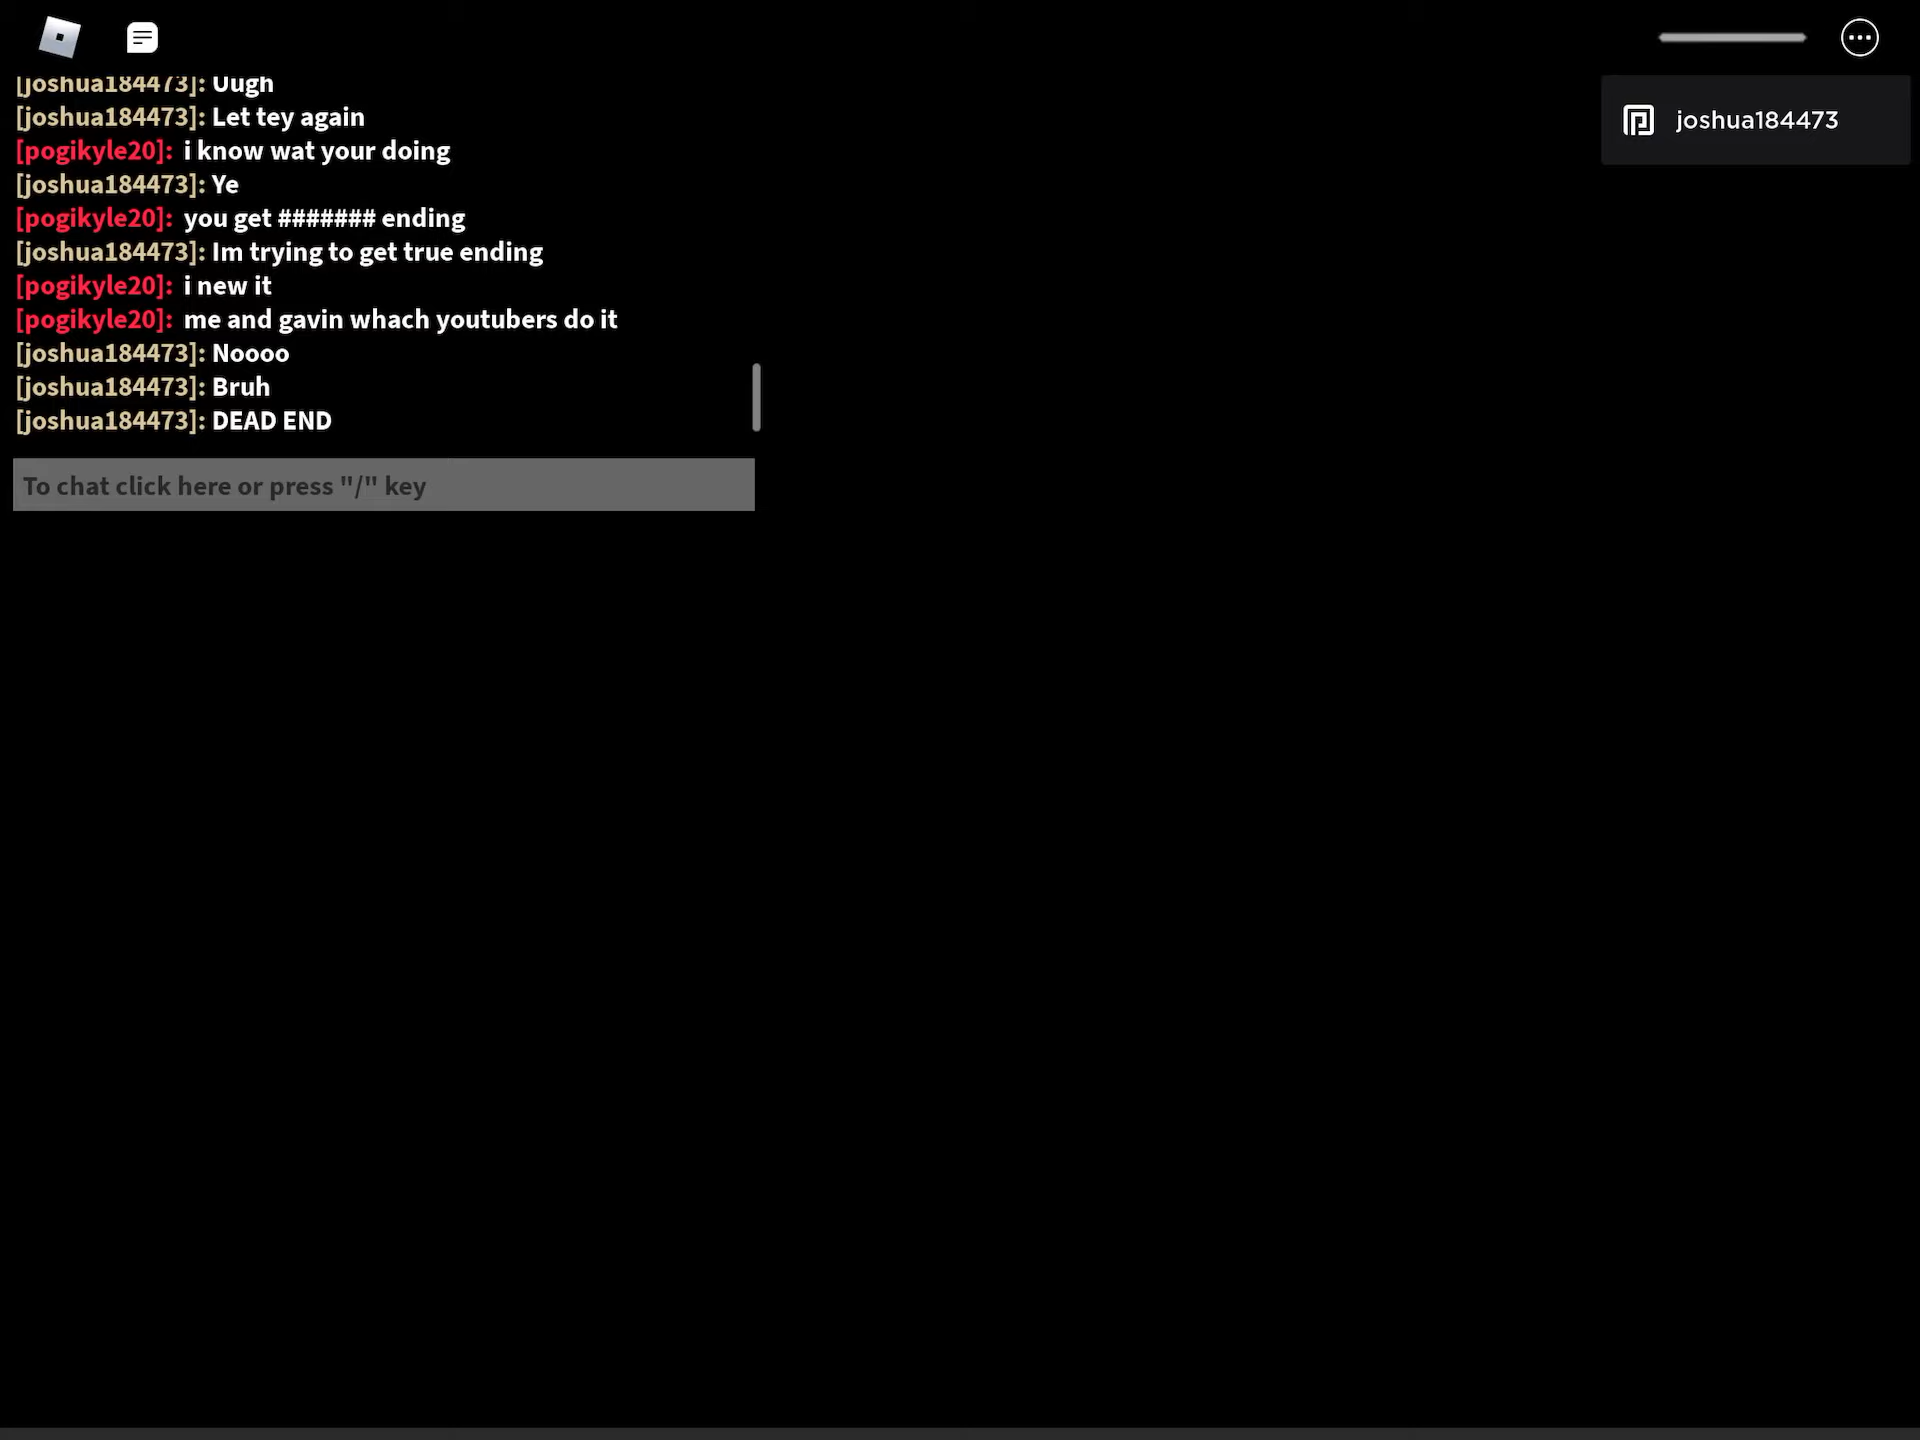 [joshua184473]: Uugh
[joshua184473]: Let tey again
[pogikyle20]: i know wat your doing
[joshua184473]: Ye
[pogikyle20]: you get ####### ending
[joshua184473]: Im trying to get true ending
[pogikyle20]: i new it
[pogikyle20]: me and gavin whach youtubers do it
[joshua184473]: Noooo
[joshua184473]: Bruh
[joshua184473]: DEAD END
To chat click here or press "/" key
joshua184473